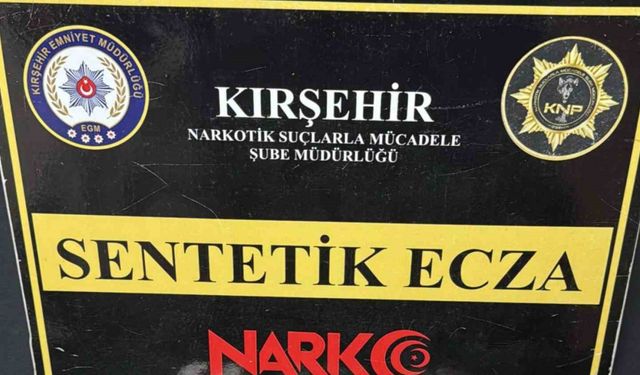 KIRŞEHİR EMNİYET MÜDÜRLÜĞÜ
EGM
KIRŞEHİR
NARKOTİK SUÇLARLA MÜCADELE
ŞUBE MÜDÜRLÜĞÜ
KNP
SENTETİK ECZA
NARKO